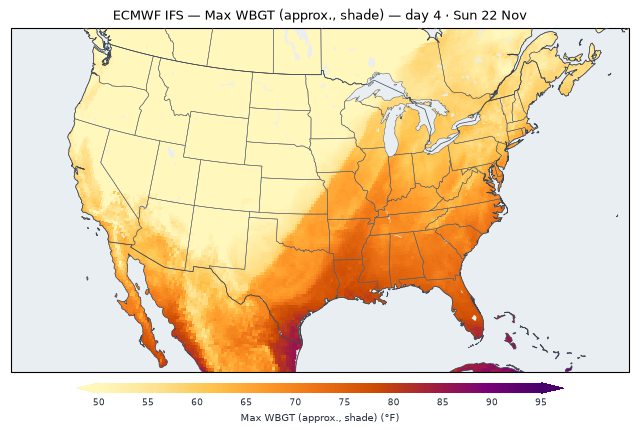 ECMWF IFS — Max WBGT (approx., shade) — day 4 · Sun 22 Nov
50 55 60 65 70 75 80 85 90 95
Max WBGT (approx., shade) (°F)